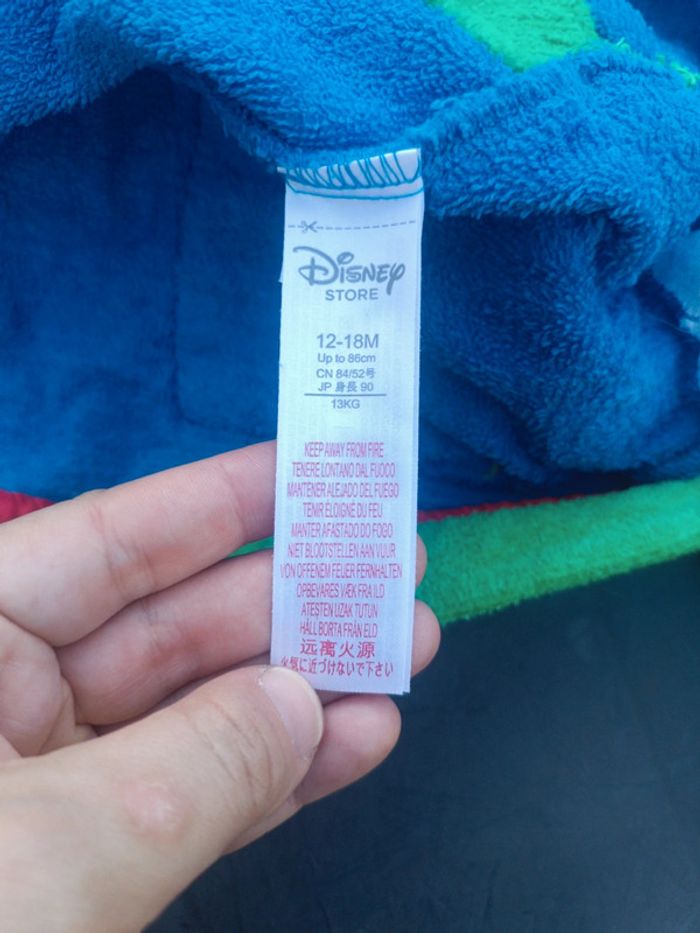 Disney
STORE
12-18M
Up to 86cm
CN 84/52号
JP 身長 90
13KG
KEEP AWAY FROM FIRE
TENERE LONTANO DAL FUOCO
MANTENER ALEJADO DEL FUEGO
TENIR ELOIGNÉ DU FEU
MANTER AFASTADO DO FOGO
NIET BLOOTSTELLEN AAN VUUR
VON OFFENEM FEUER FERNHALTEN
OPBEVARES VÆK FRA ILD
ATESTEN UZAK TUTUN
HÅLL BORTA FRÅN ELD
远离火源
火気に近づけないで下さい